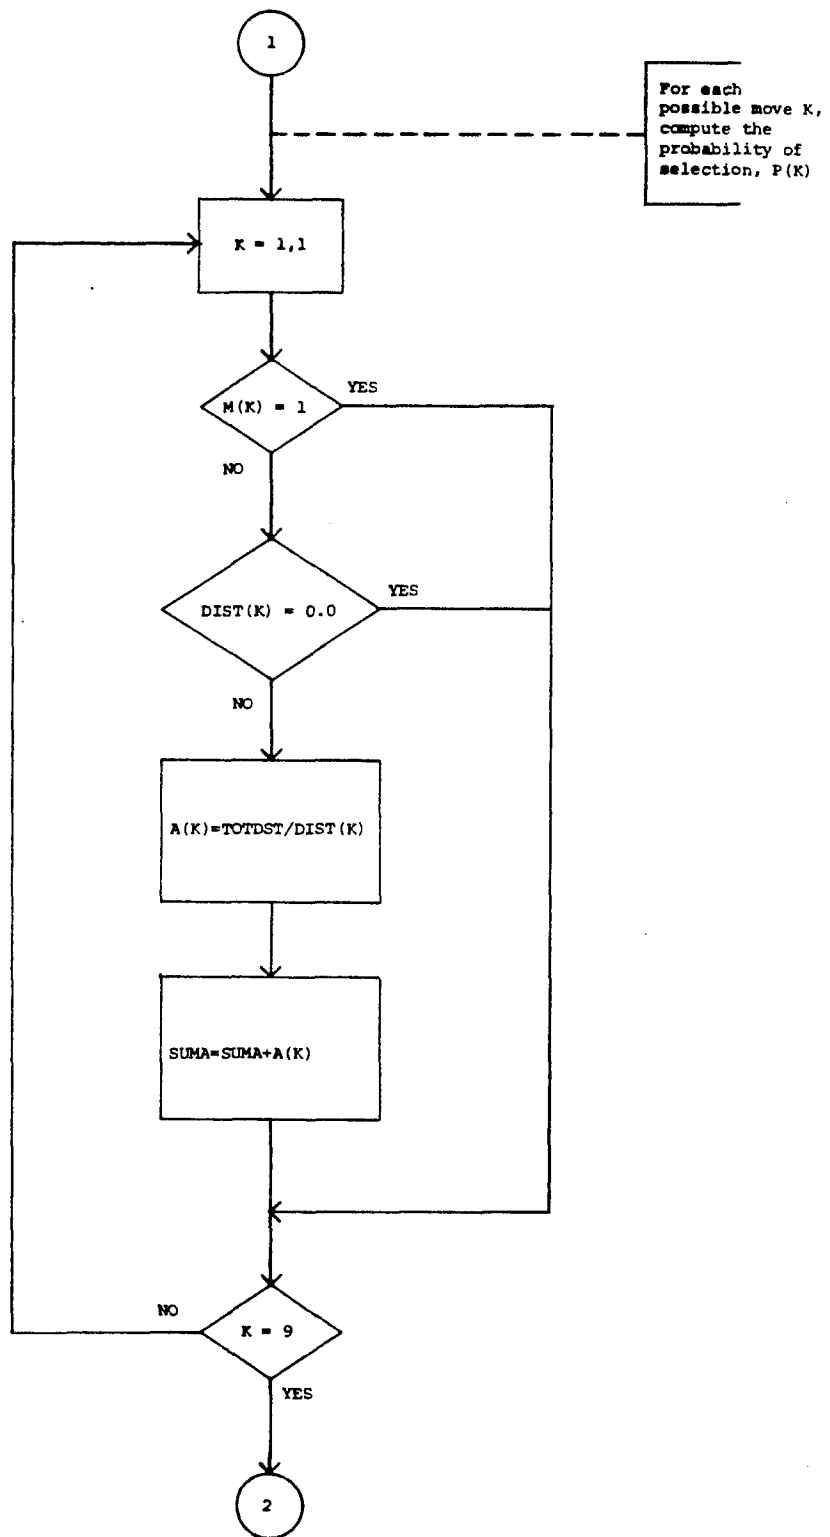 1
For each
possible move K,
compute the
probability of
selection, P(K)
K = 1,1
M(K) = 1
YES
NO
DIST(K) = 0.0
YES
NO
A(K)=TOTDST/DIST(K)
SUMA=SUMA+A(K)
NO
K = 9
YES
2